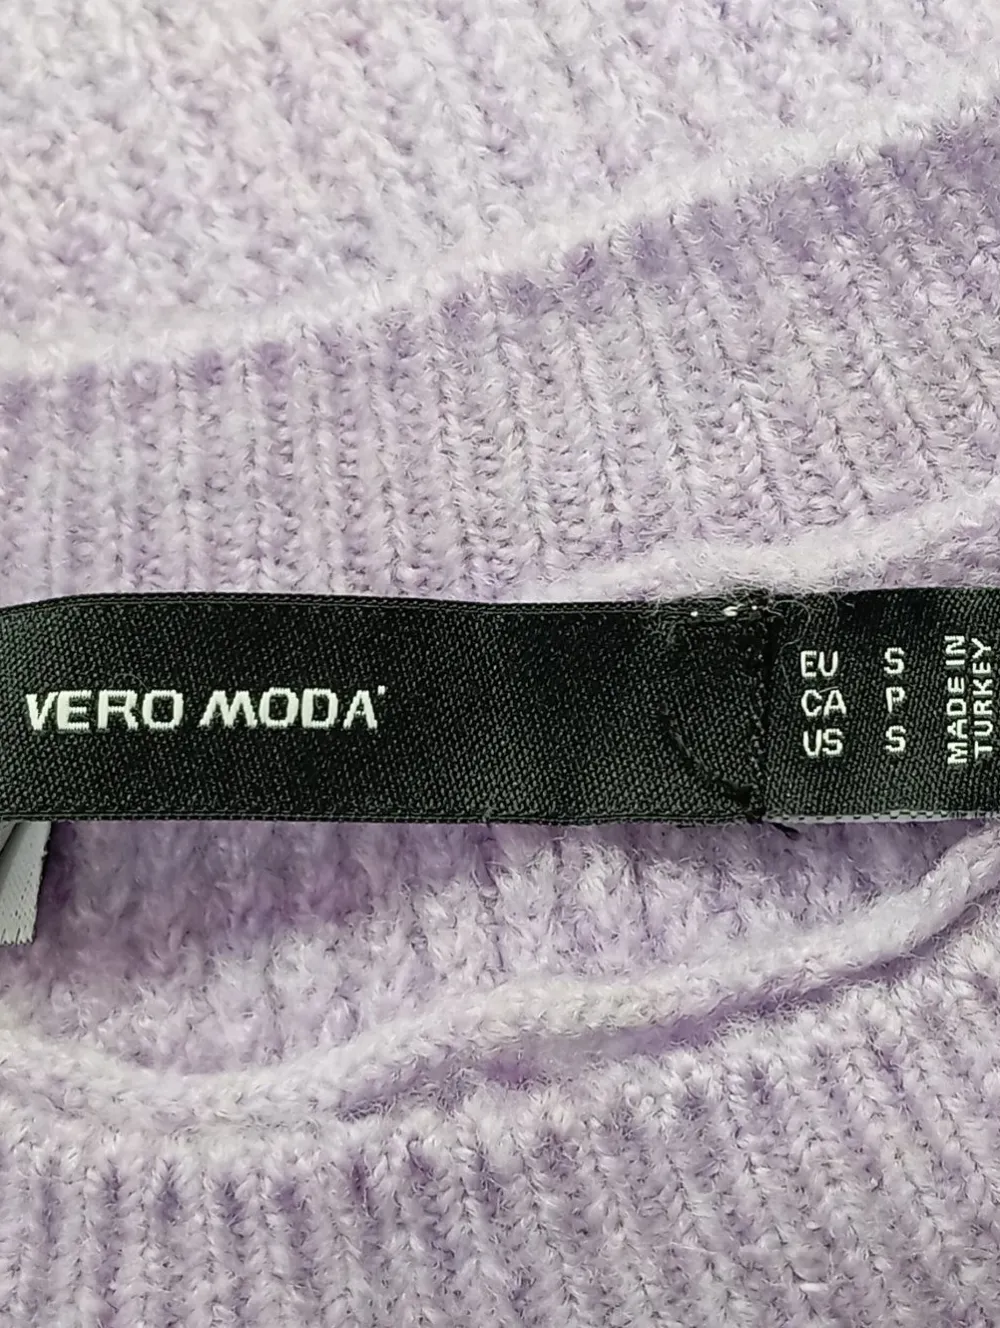 VERO MODA
EU S
CA P
US S
MADE IN
TURKEY